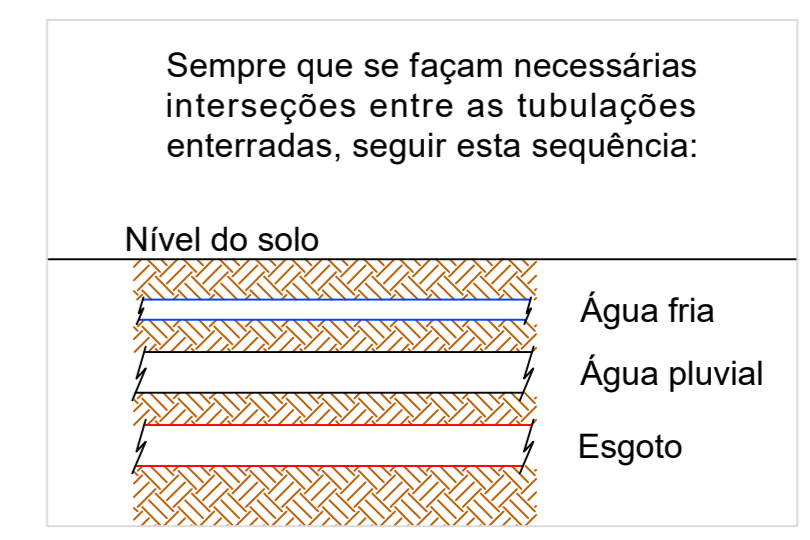 Sempre que se façam necessárias
interseções entre as tubulações
enterradas, seguir esta sequência:
Nível do solo
Água fria
Água pluvial
Esgoto